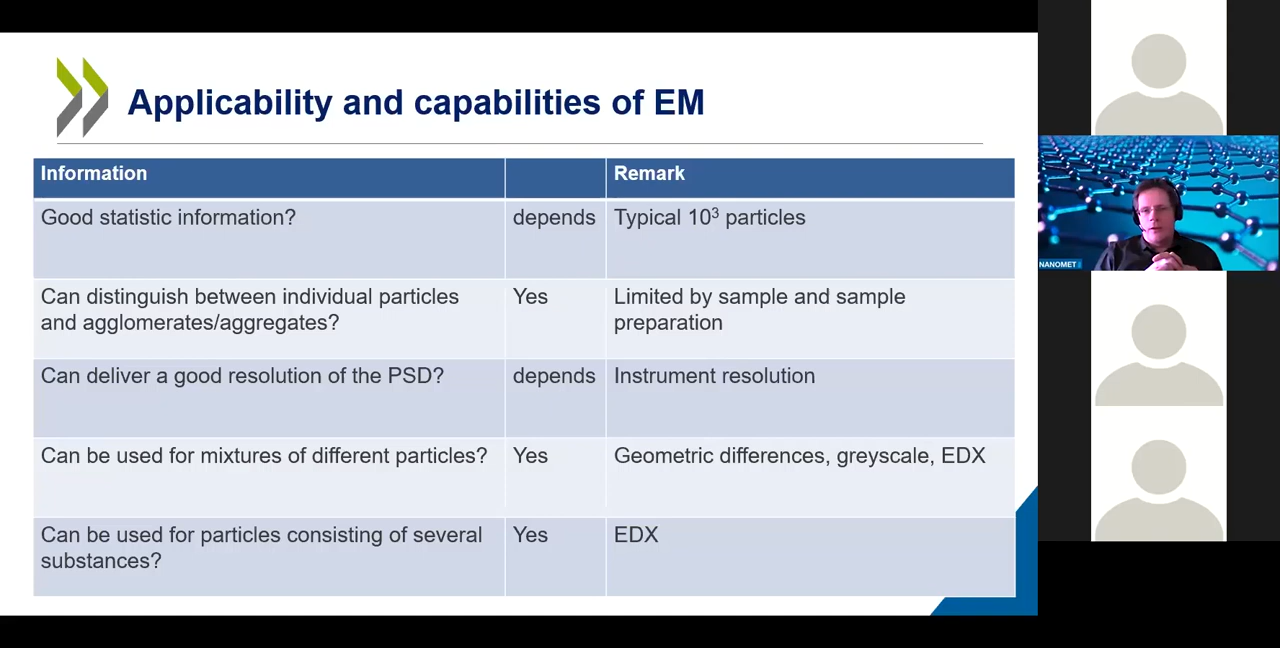 Applicability and capabilities of EM
Information
Remark
Good statistic information?
depends
Typical 10³ particles
Can distinguish between individual particles
and agglomerates/aggregates?
Yes
Limited by sample and sample
preparation
Can deliver a good resolution of the PSD?
depends
Instrument resolution
Can be used for mixtures of different particles?
Yes
Geometric differences, greyscale, EDX
Can be used for particles consisting of several
substances?
Yes
EDX
NANOMET